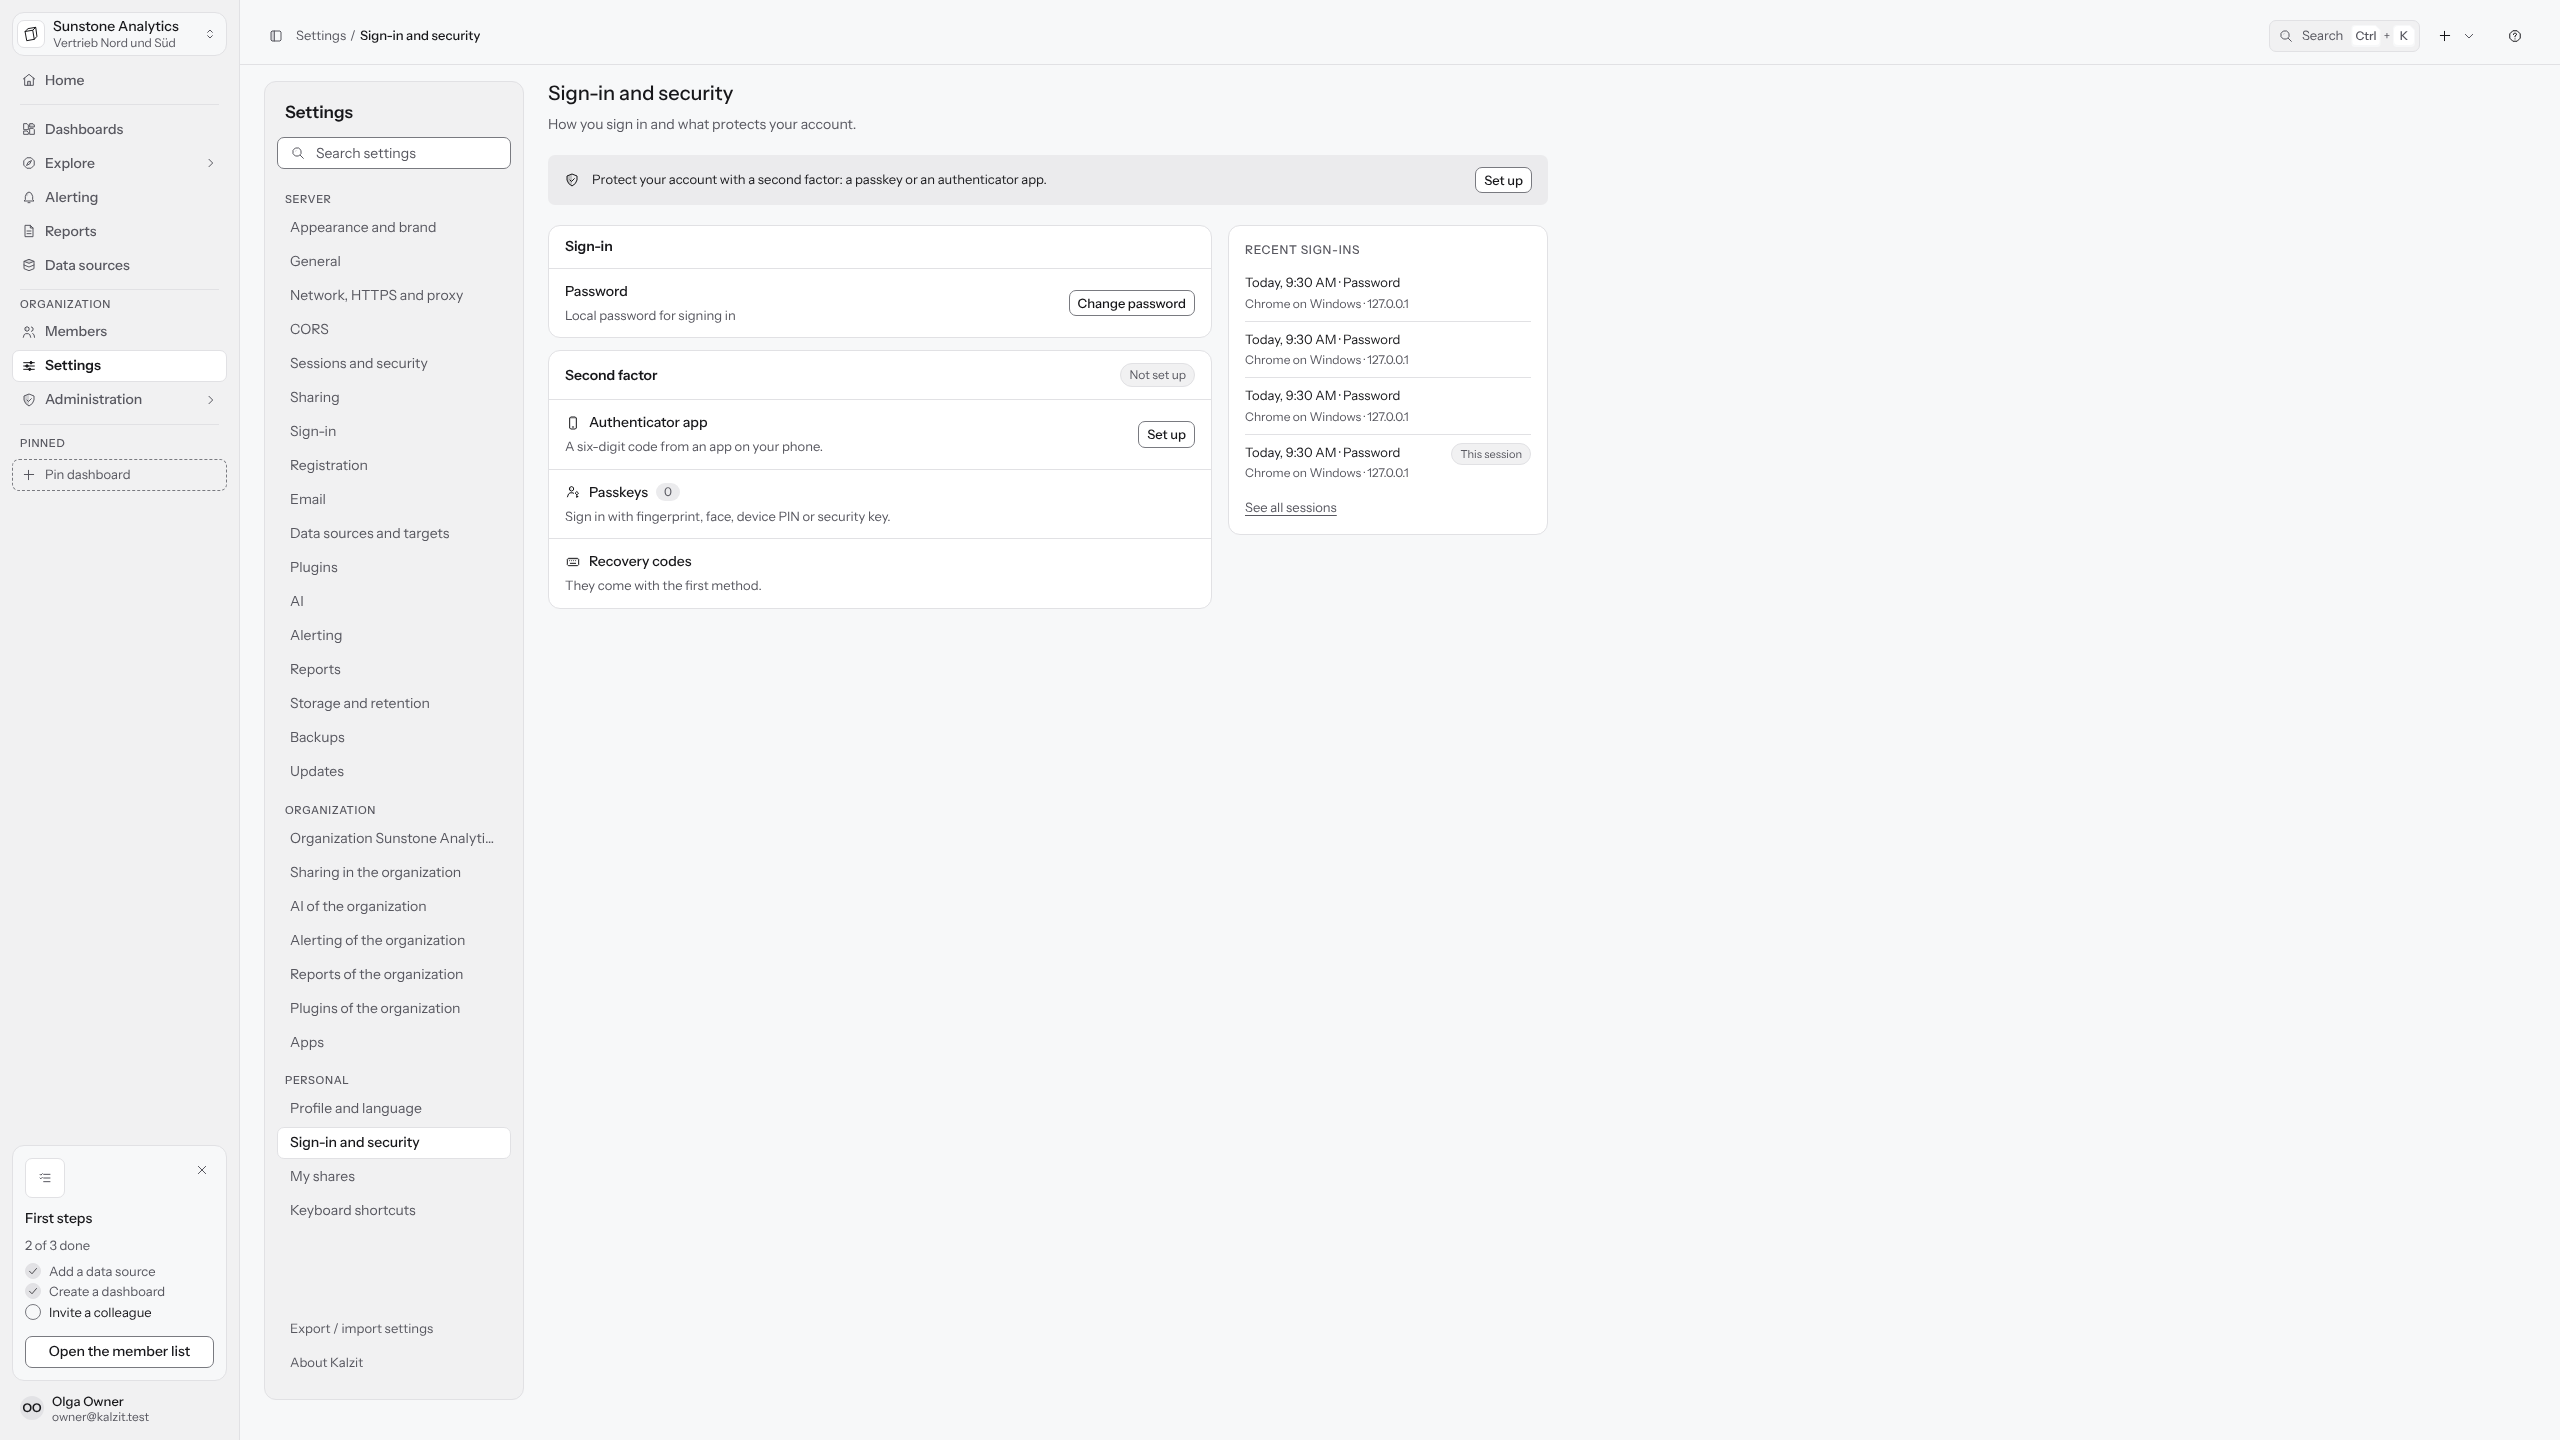 Sunstone Analytics
Vertrieb Nord und Süd
Home
Dashboards
Explore
Alerting
Reports
Data sources
ORGANIZATION
Members
Settings
Administration
PINNED
Pin dashboard
First steps
2 of 3 done
Add a data source
Create a dashboard
Invite a colleague
Open the member list
OO
Olga Owner
owner@kalzit.test
Settings / Sign-in and security
Search Ctrl + K
Settings
Search settings
SERVER
Appearance and brand
General
Network, HTTPS and proxy
CORS
Sessions and security
Sharing
Sign-in
Registration
Email
Data sources and targets
Plugins
AI
Alerting
Reports
Storage and retention
Backups
Updates
ORGANIZATION
Organization Sunstone Analyti...
Sharing in the organization
AI of the organization
Alerting of the organization
Reports of the organization
Plugins of the organization
Apps
PERSONAL
Profile and language
Sign-in and security
My shares
Keyboard shortcuts
Export / import settings
About Kalzit
Sign-in and security
How you sign in and what protects your account.
Protect your account with a second factor: a passkey or an authenticator app.
Set up
Sign-in
Password
Local password for signing in
Change password
Second factor
Not set up
Authenticator app
A six-digit code from an app on your phone.
Set up
Passkeys 0
Sign in with fingerprint, face, device PIN or security key.
Recovery codes
They come with the first method.
RECENT SIGN-INS
Today, 9:30 AM · Password
Chrome on Windows · 127.0.0.1
Today, 9:30 AM · Password
Chrome on Windows · 127.0.0.1
Today, 9:30 AM · Password
Chrome on Windows · 127.0.0.1
Today, 9:30 AM · Password
This session
Chrome on Windows · 127.0.0.1
See all sessions